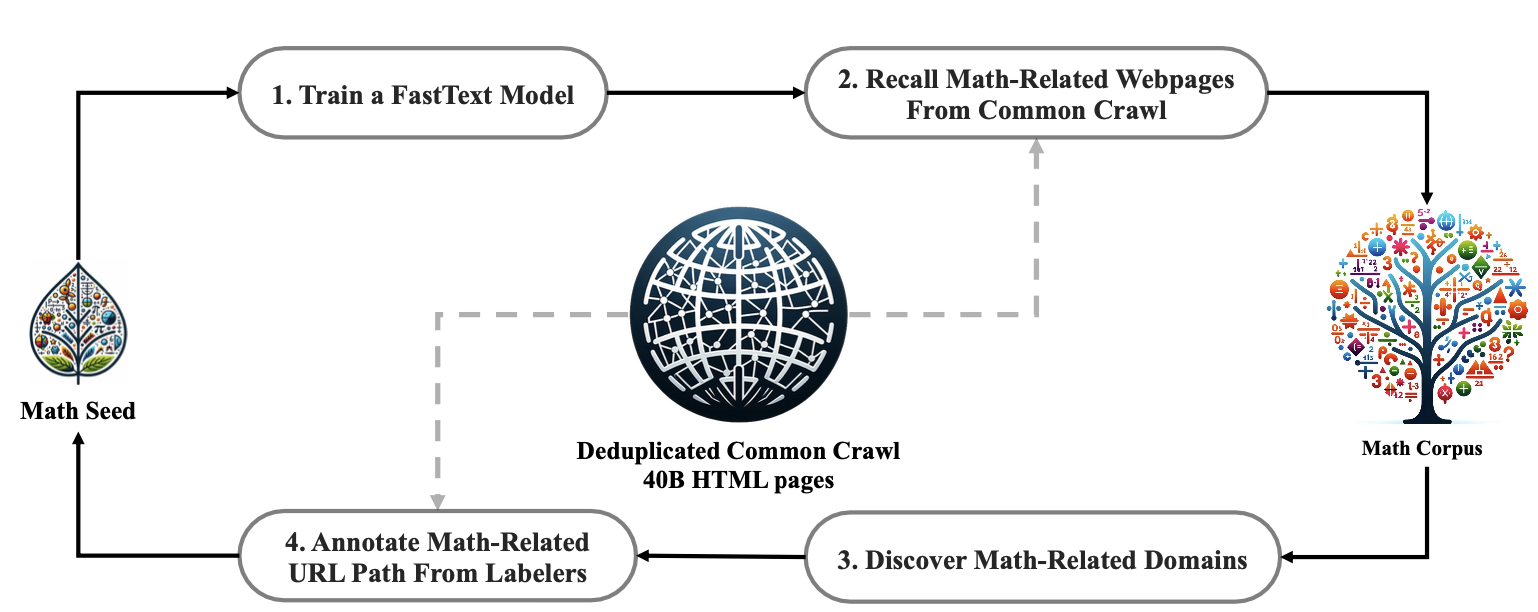 1. Train a FastText Model
2. Recall Math-Related Webpages
From Common Crawl
Math Seed
Deduplicated Common Crawl
40B HTML pages
Math Corpus
4. Annotate Math-Related
URL Path From Labelers
3. Discover Math-Related Domains